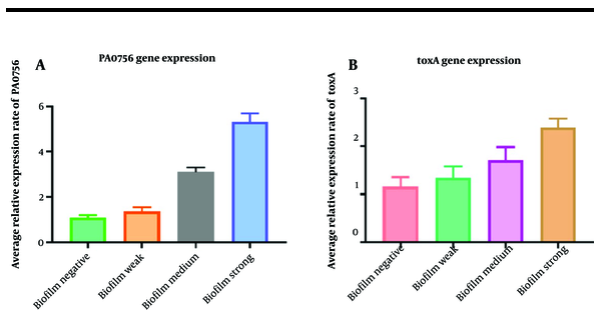 A
PA0756 gene expression
Average relative expression rate of PA0756
6
4
2
0
Biofilm negative
Biofilm weak
Biofilm medium
Biofilm strong
B
toxA gene expression
Average relative expression rate of toxA
3
2
1
0
Biofilm negative
Biofilm weak
Biofilm medium
Biofilm strong